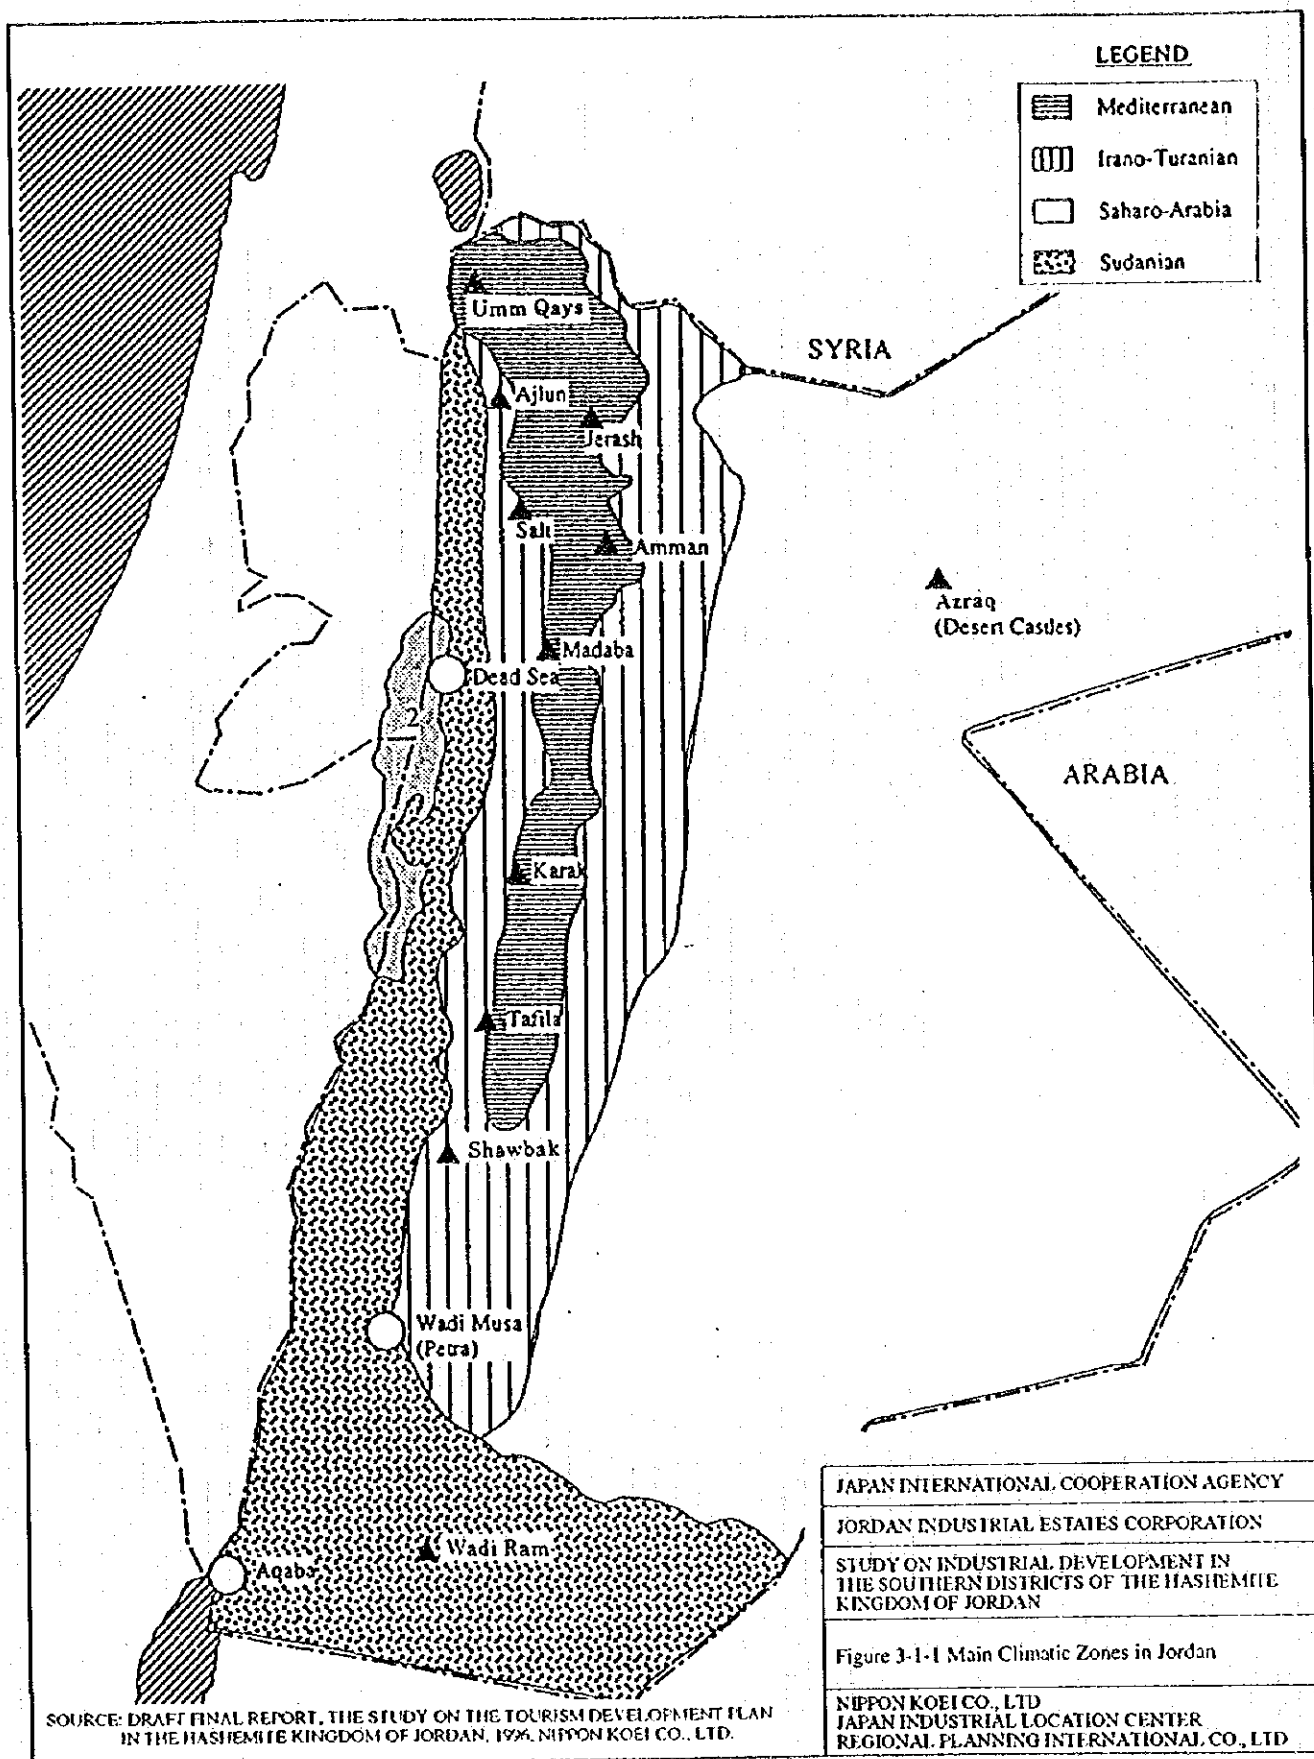 LEGEND
Mediterranean
Irano-Turanian
Saharo-Arabia
Sudanian
Umm Qays
SYRIA
Ajlun
Jerash
Salt
Amman
Azraq
(Desert Castles)
Madaba
Dead Sea
ARABIA
Karak
Tafila
Shawbak
Wadi Musa
(Petra)
Wadi Ram
Aqaba
JAPAN INTERNATIONAL COOPERATION AGENCY
JORDAN INDUSTRIAL ESTATES CORPORATION
STUDY ON INDUSTRIAL DEVELOPMENT IN
THE SOUTHERN DISTRICTS OF THE HASHEMITE
KINGDOM OF JORDAN
Figure 3-1-1 Main Climatic Zones in Jordan
NIPPON KOEI CO., LTD
JAPAN INDUSTRIAL LOCATION CENTER
REGIONAL PLANNING INTERNATIONAL CO., LTD
SOURCE: DRAFT FINAL REPORT, THE STUDY ON THE TOURISM DEVELOPMENT PLAN
IN THE HASHEMITE KINGDOM OF JORDAN, 1996, NIPPON KOEI CO., LTD.